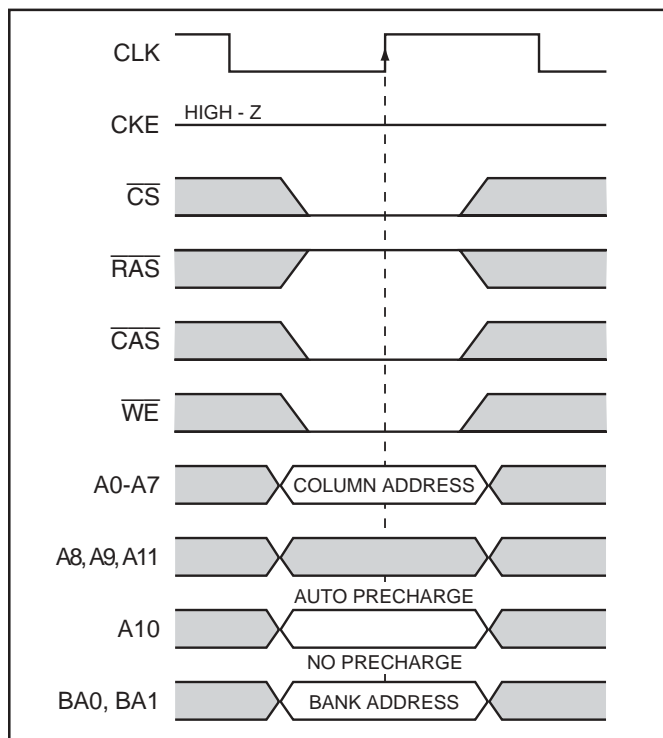 CLK
CKE HIGH - Z
CS
RAS
CAS
WE
A0-A7 COLUMN ADDRESS
A8, A9, A11
AUTO PRECHARGE
A10
NO PRECHARGE
BA0, BA1 BANK ADDRESS